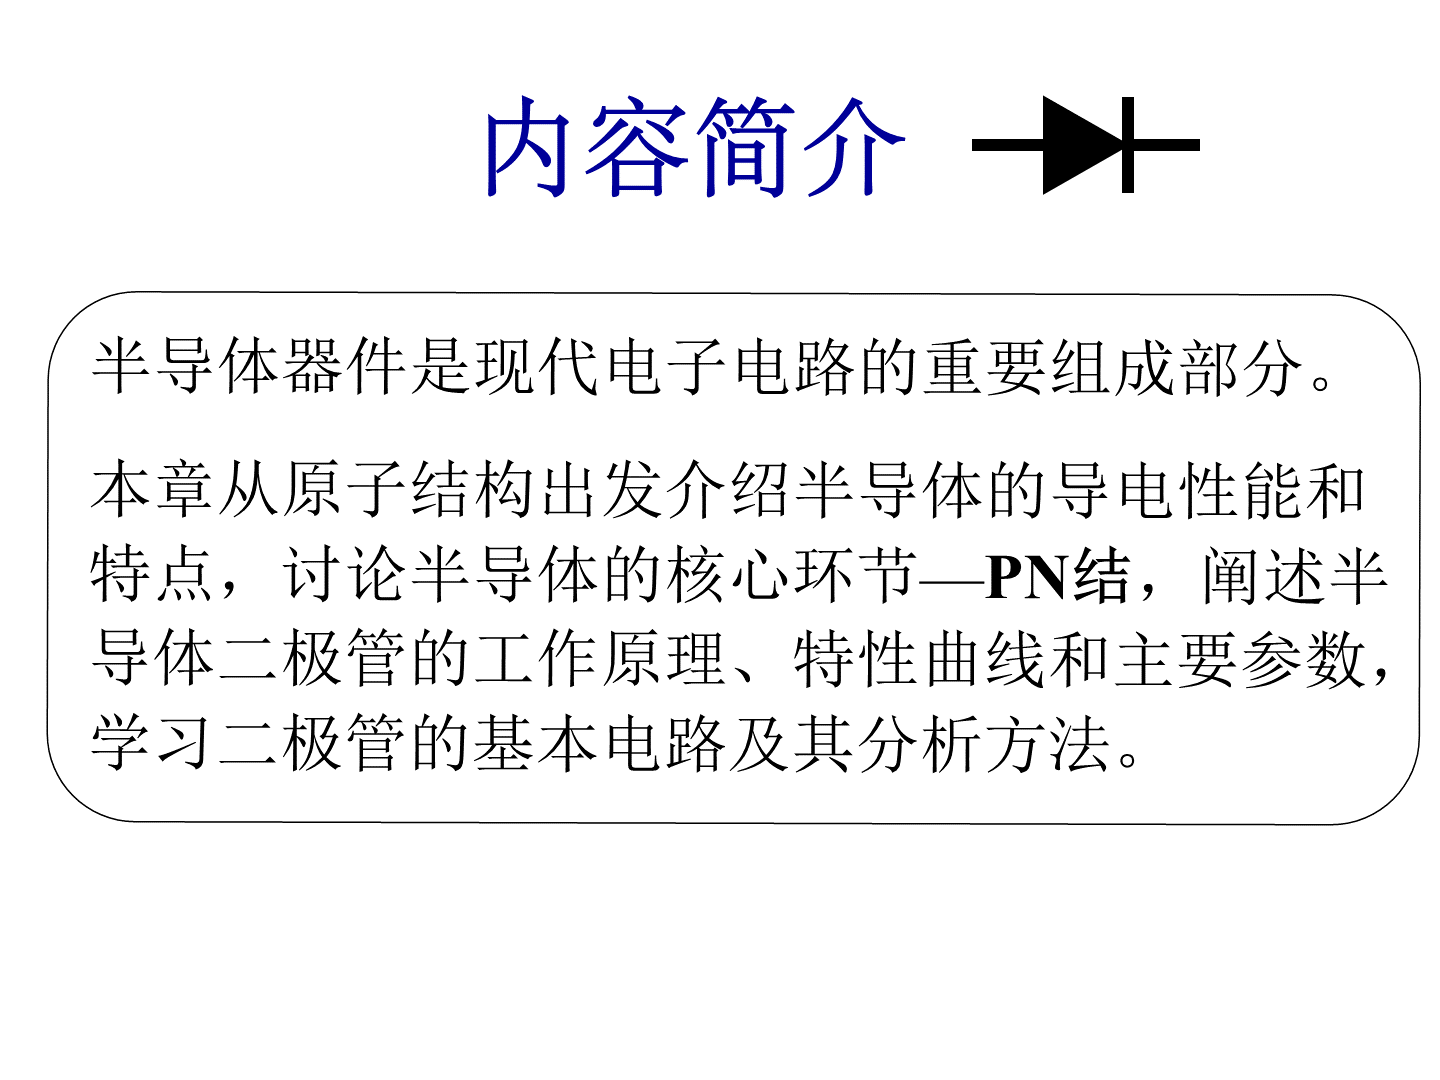 内容简介
半导体器件是现代电子电路的重要组成部分。
本章从原子结构出发介绍半导体的导电性能和
特点，讨论半导体的核心环节—PN结，阐述半
导体二极管的工作原理、特性曲线和主要参数，
学习二极管的基本电路及其分析方法。